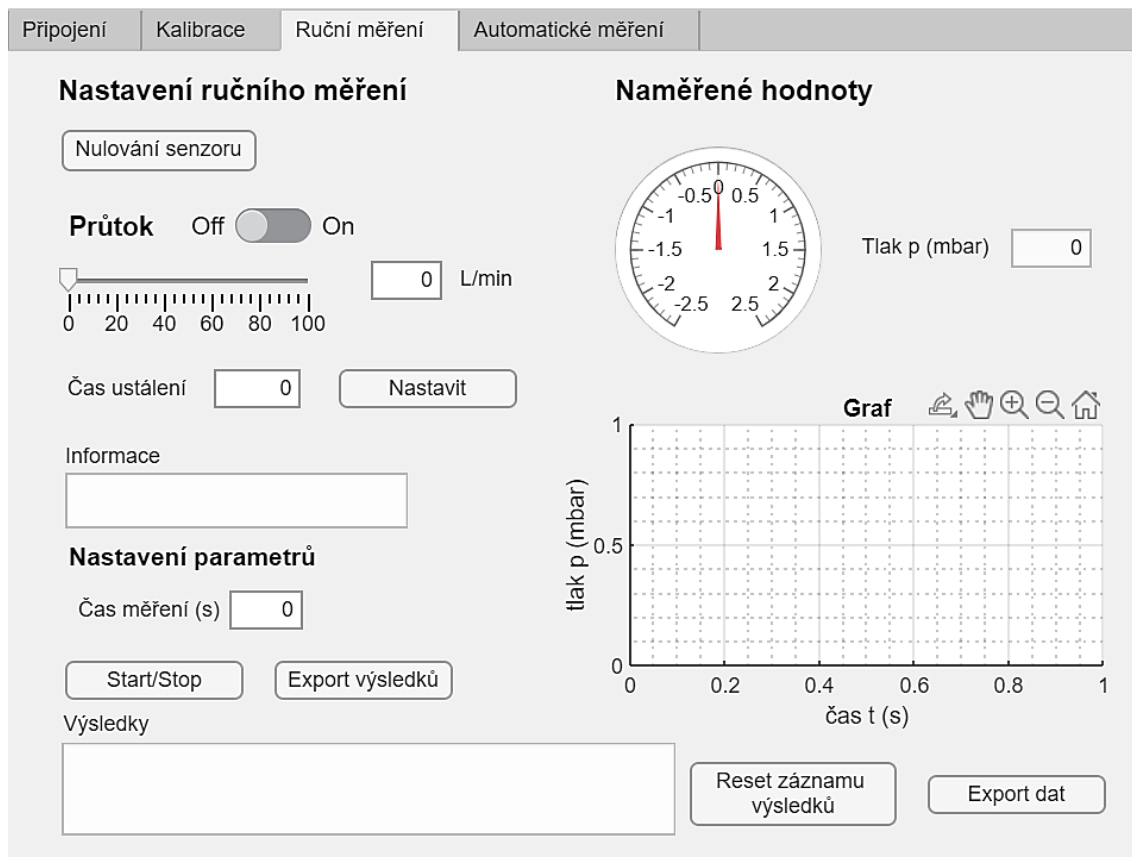 Připojení
Kalibrace
Ruční měření
Automatické měření
Nastavení ručního měření
Nulování senzoru
Průtok
Off
On
0 20 40 60 80 100
0
L/min
Čas ustálení
0
Nastavit
Informace
Nastavení parametrů
Čas měření (s)
0
Start/Stop
Export výsledků
Výsledky
Naměřené hodnoty
-2.5
-2
-1.5
-1
-0.5
0
0.5
1
1.5
2
2.5
Tlak p (mbar)
0
Graf
tlak p (mbar)
1
0.5
0
0 0.2 0.4 0.6 0.8 1
čas t (s)
Reset záznamu
výsledků
Export dat